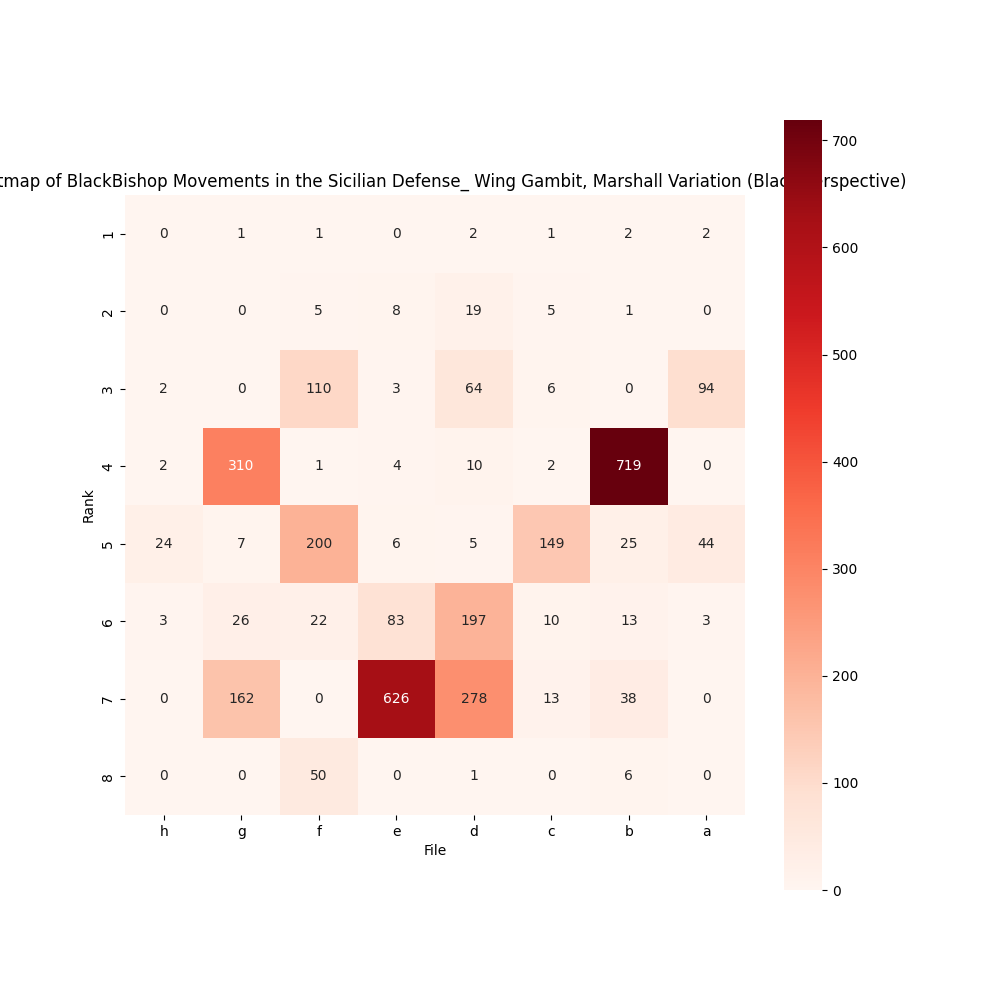 tmap of BlackBishop Movements in the Sicilian Defense_ Wing Gambit, Marshall Variation (Blac rspective)
1 0 1 1 0 2 1 2 2
2 0 0 5 8 19 5 1 0
3 2 0 110 3 64 6 0 94
4 2 310 1 4 10 2 719 0
Rank
5 24 7 200 6 5 149 25 44
6 3 26 22 83 197 10 13 3
7 0 162 0 626 278 13 38 0
8 0 0 50 0 1 0 6 0
h g f e d c b a
File
700
600
500
400
300
200
100
0